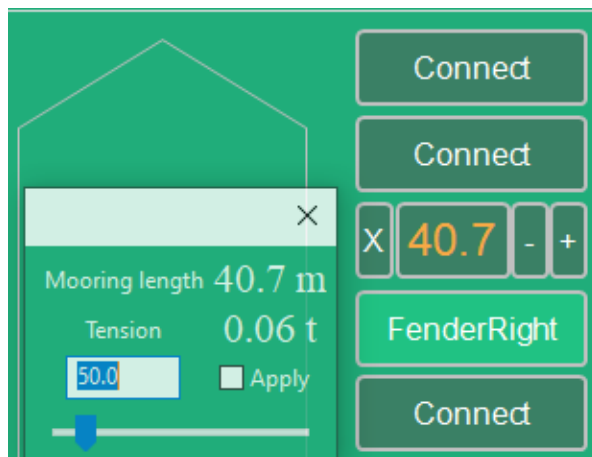 Connect
Connect
X 40.7 - +
Mooring length 40.7 m
Tension 0.06 t
FenderRight
50.0 Apply
Connect